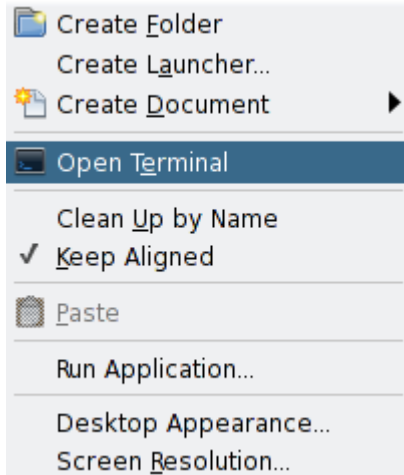 Create Folder
Create Launcher...
Create Document
Open Terminal
Clean Up by Name
Keep Aligned
Paste
Run Application...
Desktop Appearance...
Screen Resolution...